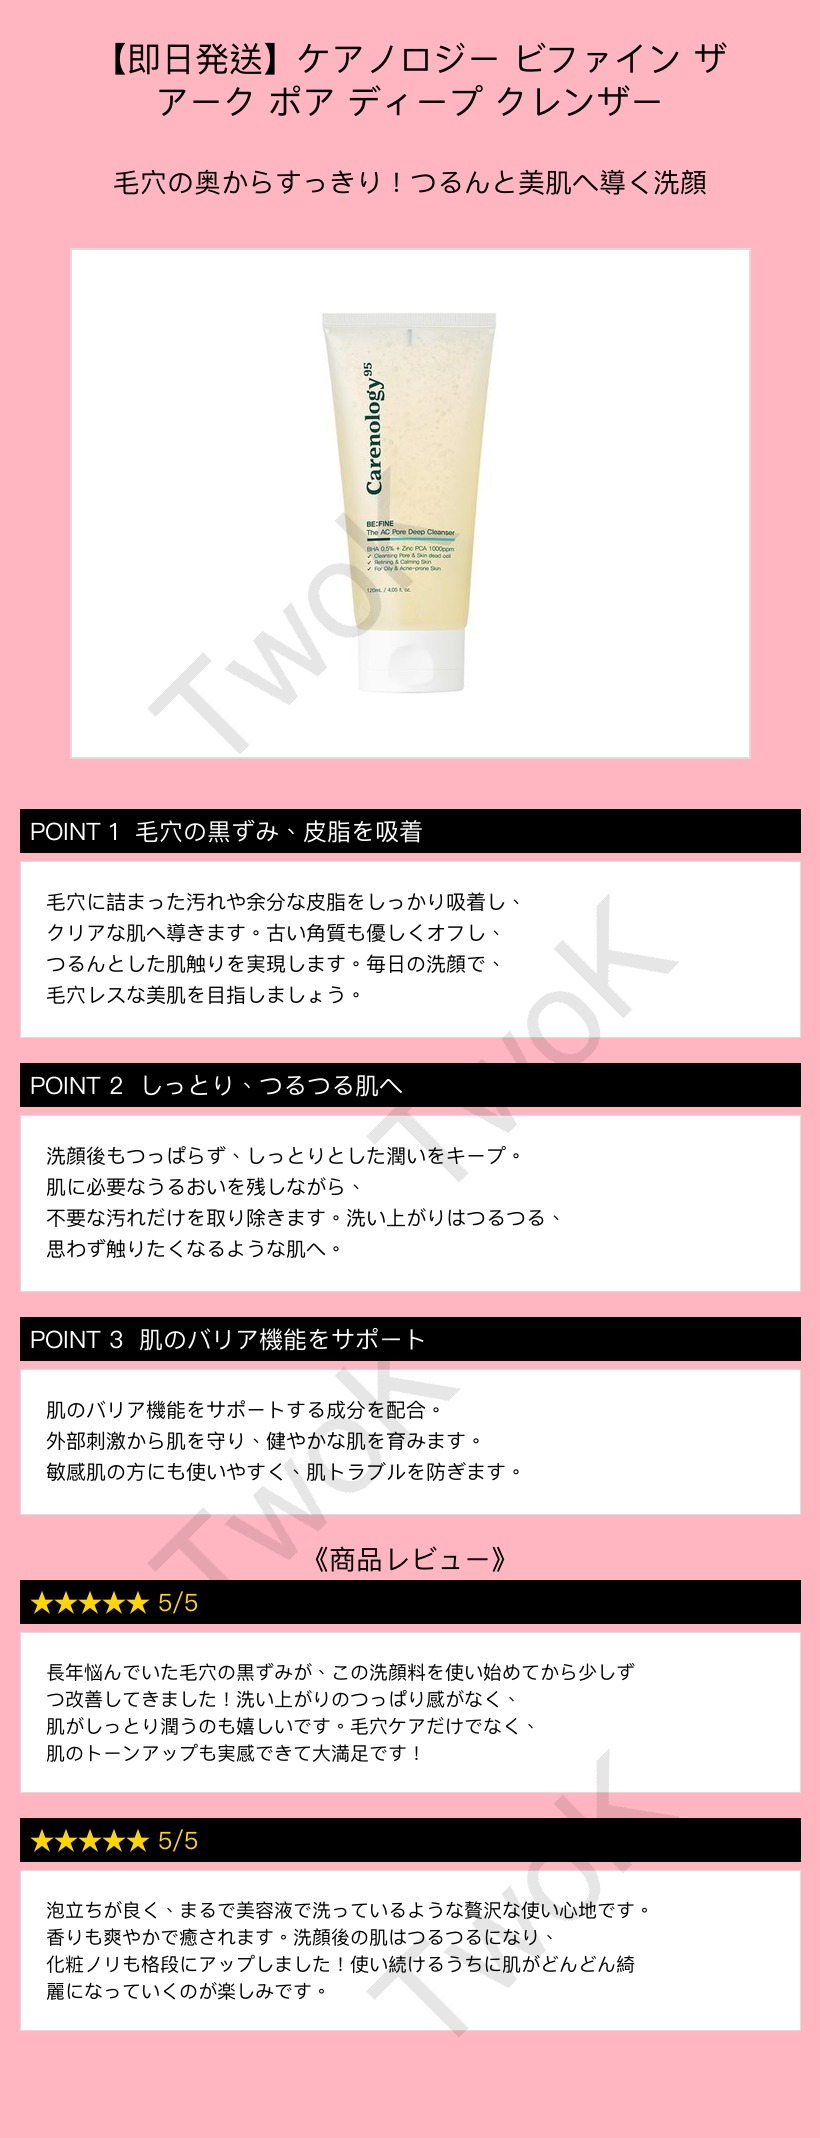 【即日発送】ケアノロジー ビファイン ザ
アーク ポア ディープ クレンザー
毛穴の奥からすっきり！つるんと美肌へ導く洗顔
Carenology95
BE:FINE
The AC Pore Deep Cleanser
BHA 0.5% + Zinc PCA 1000ppm
✓ Cleansing Pore & Skin dead cell
✓ Refining & Calming Skin
✓ For Oily & Acne-prone Skin
120mL / 4.05 fl. oz.
TwoK
POINT 1 毛穴の黒ずみ、皮脂を吸着
毛穴に詰まった汚れや余分な皮脂をしっかり吸着し、
クリアな肌へ導きます。古い角質も優しくオフし、
つるんとした肌触りを実現します。毎日の洗顔で、
毛穴レスな美肌を目指しましょう。
TwoK
POINT 2 しっとり、つるつる肌へ
洗顔後もつっぱらず、しっとりとした潤いをキープ。
肌に必要なうるおいを残しながら、
不要な汚れだけを取り除きます。洗い上がりはつるつる、
思わず触りたくなるような肌へ。
POINT 3 肌のバリア機能をサポート
肌のバリア機能をサポートする成分を配合。
外部刺激から肌を守り、健やかな肌を育みます。
敏感肌の方にも使いやすく、肌トラブルを防ぎます。
TwoK
《商品レビュー》
★★★★★ 5/5
長年悩んでいた毛穴の黒ずみが、この洗顔料を使い始めてから少しず
つ改善してきました！洗い上がりのつっぱり感がなく、
肌がしっとり潤うのも嬉しいです。毛穴ケアだけでなく、
肌のトーンアップも実感できて大満足です！
★★★★★ 5/5
泡立ちが良く、まるで美容液で洗っているような贅沢な使い心地です。
香りも爽やかで癒されます。洗顔後の肌はつるつるになり、
化粧ノリも格段にアップしました！使い続けるうちに肌がどんどん綺
麗になっていくのが楽しみです。
TwoK